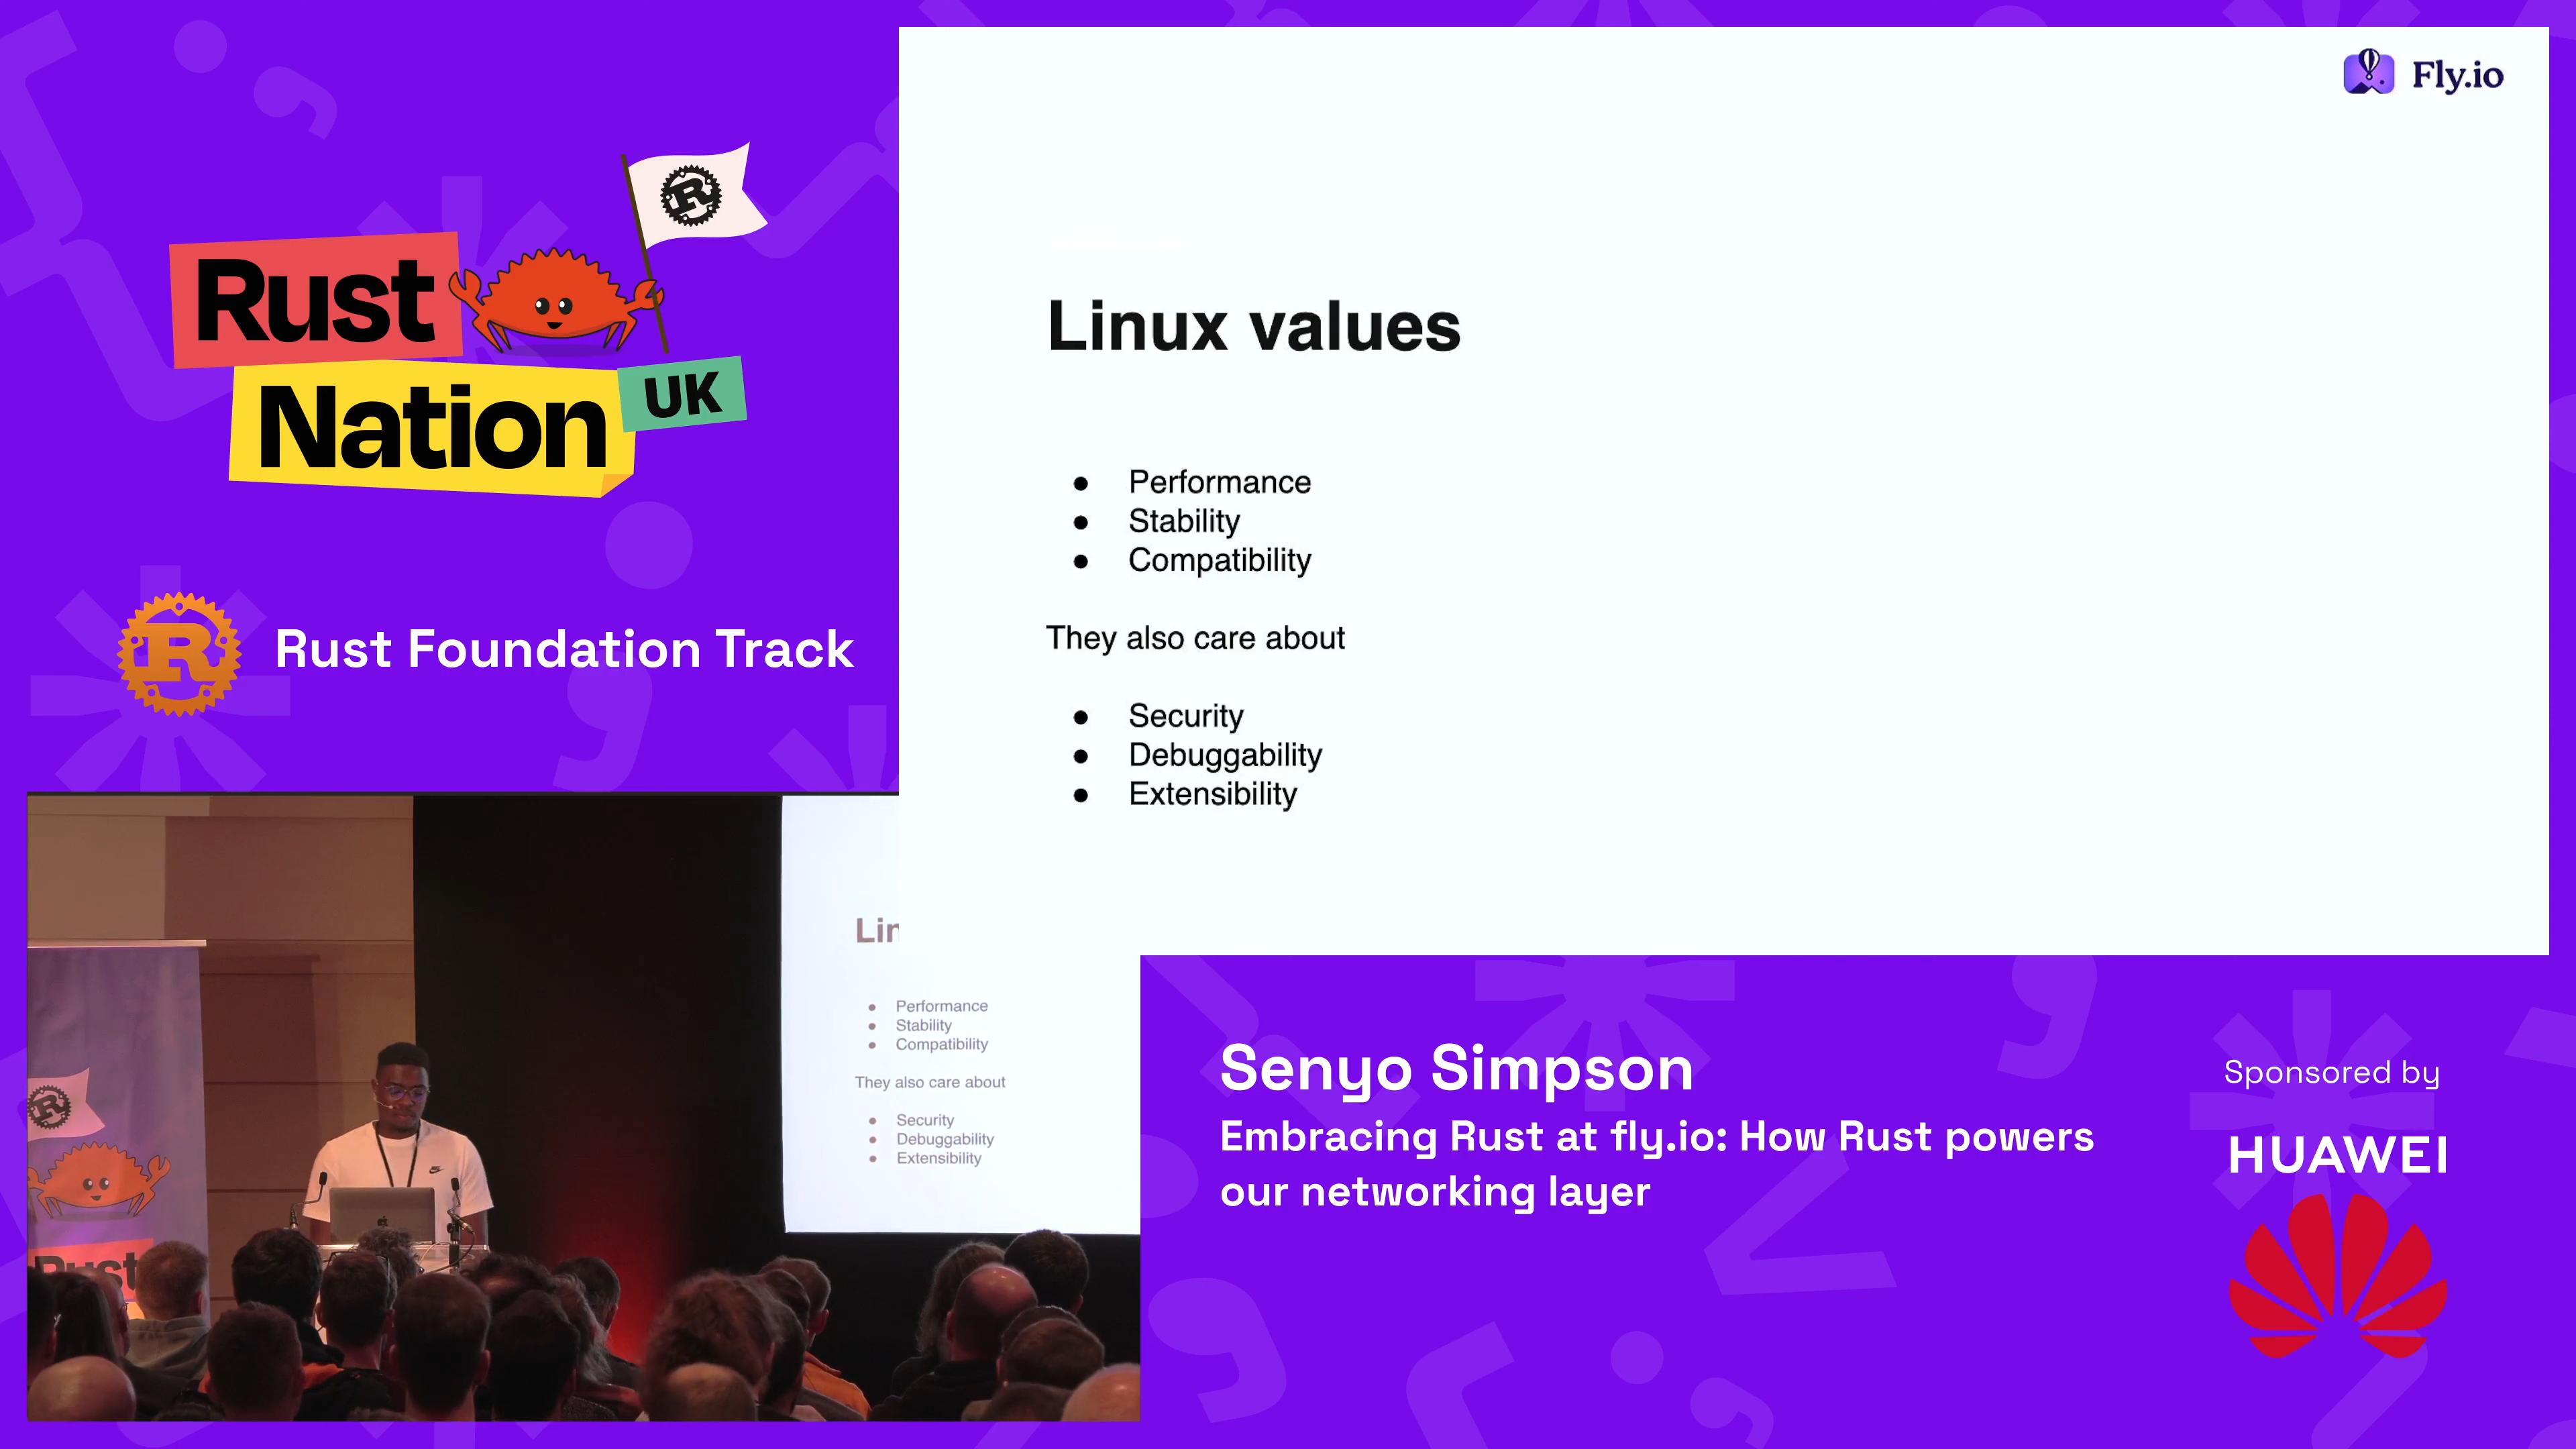 Rust
Nation
UK
Rust Foundation Track
Fly.io
Linux values
Performance
Stability
Compatibility
They also care about
Security
Debuggability
Extensibility
Lin
Performance
Stability
Compatibility
They also care about
Security
Debuggability
Extensibility
Rust
Senyo Simpson
Embracing Rust at fly.io: How Rust powers
our networking layer
Sponsored by
HUAWEI